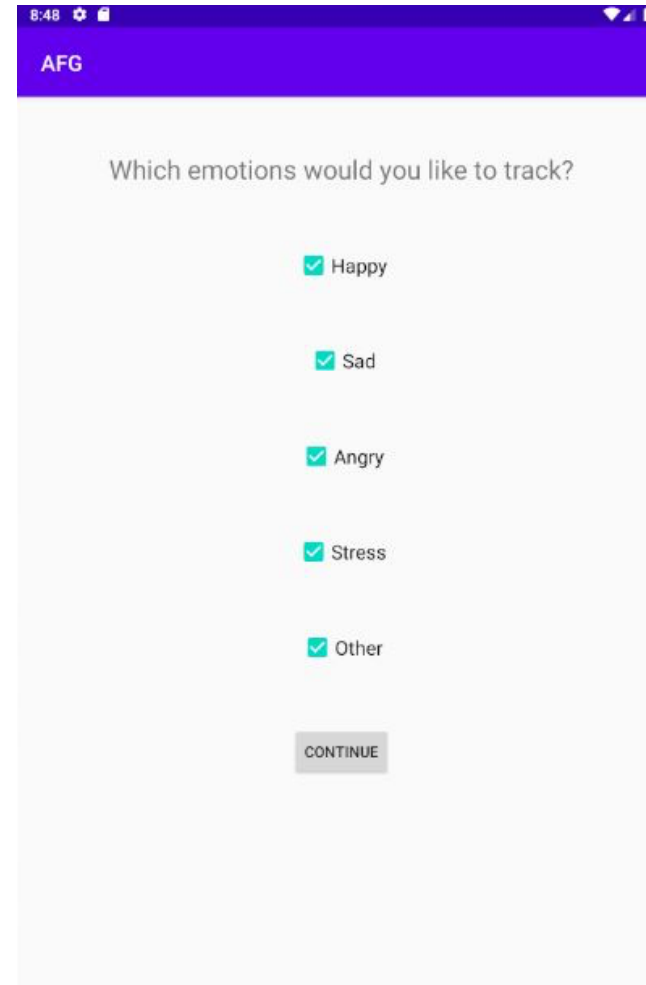 8:48
AFG
Which emotions would you like to track?
Happy
Sad
Angry
Stress
Other
CONTINUE